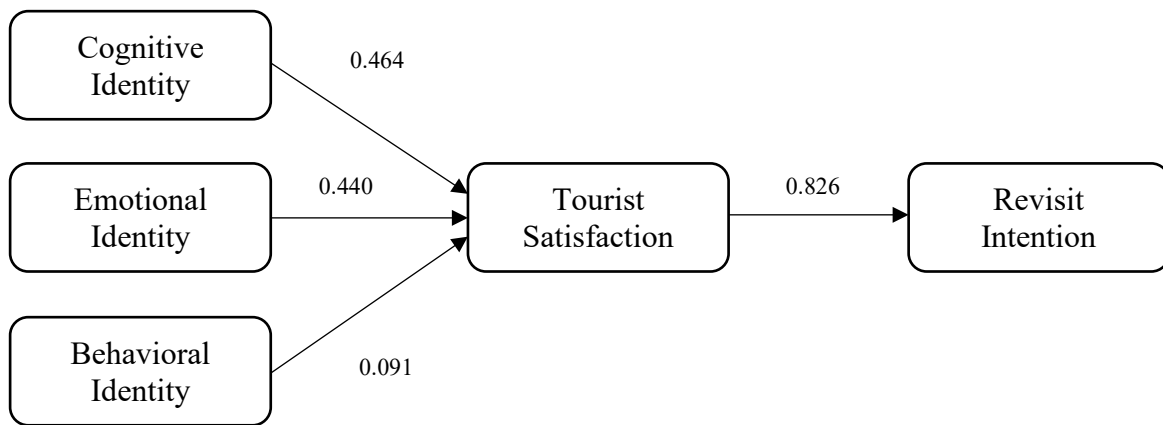 Cognitive
Identity
0.464
Emotional
Identity
0.440
Tourist
Satisfaction
0.826
Revisit
Intention
Behavioral
Identity
0.091